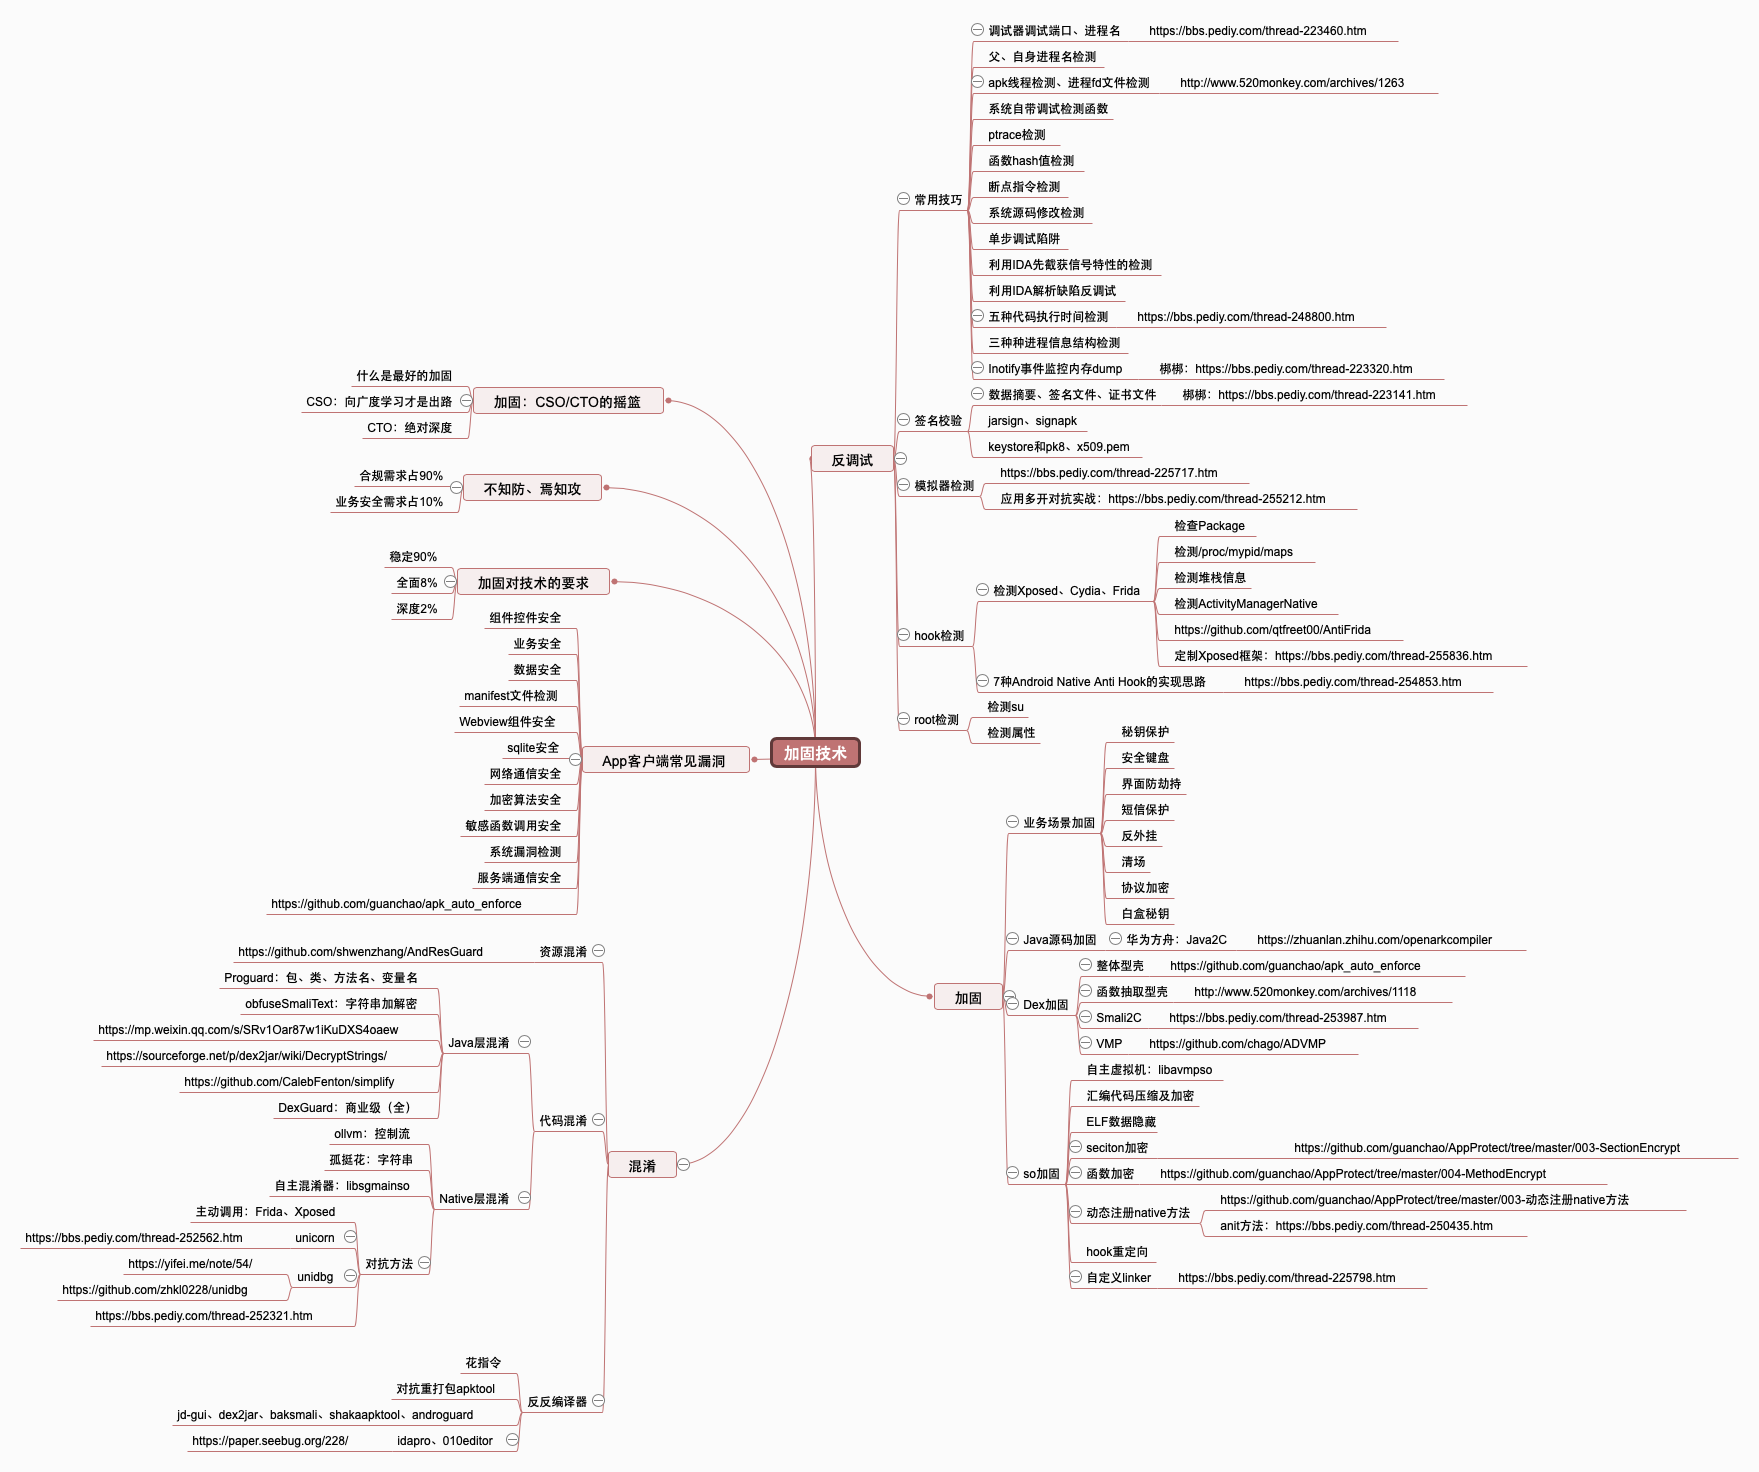 加固技术
反调试
常用技巧
调试器调试端口、进程名
https://bbs.pediy.com/thread-223460.htm
父、自身进程名检测
apk线程检测、进程fd文件检测
http://www.520monkey.com/archives/1263
系统自带调试检测函数
ptrace检测
函数hash值检测
断点指令检测
系统源码修改检测
单步调试陷阱
利用IDA先截获信号特性的检测
利用IDA解析缺陷反调试
五种代码执行时间检测
https://bbs.pediy.com/thread-248800.htm
三种种进程信息结构检测
Inotify事件监控内存dump
梆梆：https://bbs.pediy.com/thread-223320.htm
签名校验
数据摘要、签名文件、证书文件
梆梆：https://bbs.pediy.com/thread-223141.htm
jarsign、signapk
keystore和pk8、x509.pem
模拟器检测
https://bbs.pediy.com/thread-225717.htm
应用多开对抗实战：https://bbs.pediy.com/thread-255212.htm
hook检测
检测Xposed、Cydia、Frida
检查Package
检测/proc/mypid/maps
检测堆栈信息
检测ActivityManagerNative
https://github.com/qtfreet00/AntiFrida
定制Xposed框架：https://bbs.pediy.com/thread-255836.htm
7种Android Native Anti Hook的实现思路
https://bbs.pediy.com/thread-254853.htm
root检测
检测su
检测属性
加固
业务场景加固
秘钥保护
安全键盘
界面防劫持
短信保护
反外挂
清场
协议加密
白盒秘钥
Java源码加固
华为方舟：Java2C
https://zhuanlan.zhihu.com/openarkcompiler
Dex加固
整体型壳
https://github.com/guanchao/apk_auto_enforce
函数抽取型壳
http://www.520monkey.com/archives/1118
Smali2C
https://bbs.pediy.com/thread-253987.htm
VMP
https://github.com/chago/ADVMP
so加固
自主虚拟机：libavmpso
汇编代码压缩及加密
ELF数据隐藏
seciton加密
https://github.com/guanchao/AppProtect/tree/master/003-SectionEncrypt
函数加密
https://github.com/guanchao/AppProtect/tree/master/004-MethodEncrypt
动态注册native方法
https://github.com/guanchao/AppProtect/tree/master/003-动态注册native方法
anit方法：https://bbs.pediy.com/thread-250435.htm
hook重定向
自定义linker
https://bbs.pediy.com/thread-225798.htm
加固：CSO/CTO的摇篮
什么是最好的加固
CSO：向广度学习才是出路
CTO：绝对深度
不知防、焉知攻
合规需求占90%
业务安全需求占10%
加固对技术的要求
稳定90%
全面8%
深度2%
App客户端常见漏洞
组件控件安全
业务安全
数据安全
manifest文件检测
Webview组件安全
sqlite安全
网络通信安全
加密算法安全
敏感函数调用安全
系统漏洞检测
服务端通信安全
https://github.com/guanchao/apk_auto_enforce
混淆
资源混淆
https://github.com/shwenzhang/AndResGuard
代码混淆
Java层混淆
Proguard：包、类、方法名、变量名
obfuseSmaliText：字符串加解密
https://mp.weixin.qq.com/s/SRv1Oar87w1iKuDXS4oaew
https://sourceforge.net/p/dex2jar/wiki/DecryptStrings/
https://github.com/CalebFenton/simplify
DexGuard：商业级（全）
Native层混淆
ollvm：控制流
孤挺花：字符串
自主混淆器：libsgmainso
对抗方法
主动调用：Frida、Xposed
unicorn
https://bbs.pediy.com/thread-252562.htm
unidbg
https://yifei.me/note/54/
https://github.com/zhkl0228/unidbg
https://bbs.pediy.com/thread-252321.htm
反反编译器
花指令
对抗重打包apktool
jd-gui、dex2jar、baksmali、shakaapktool、androguard
idapro、010editor
https://paper.seebug.org/228/